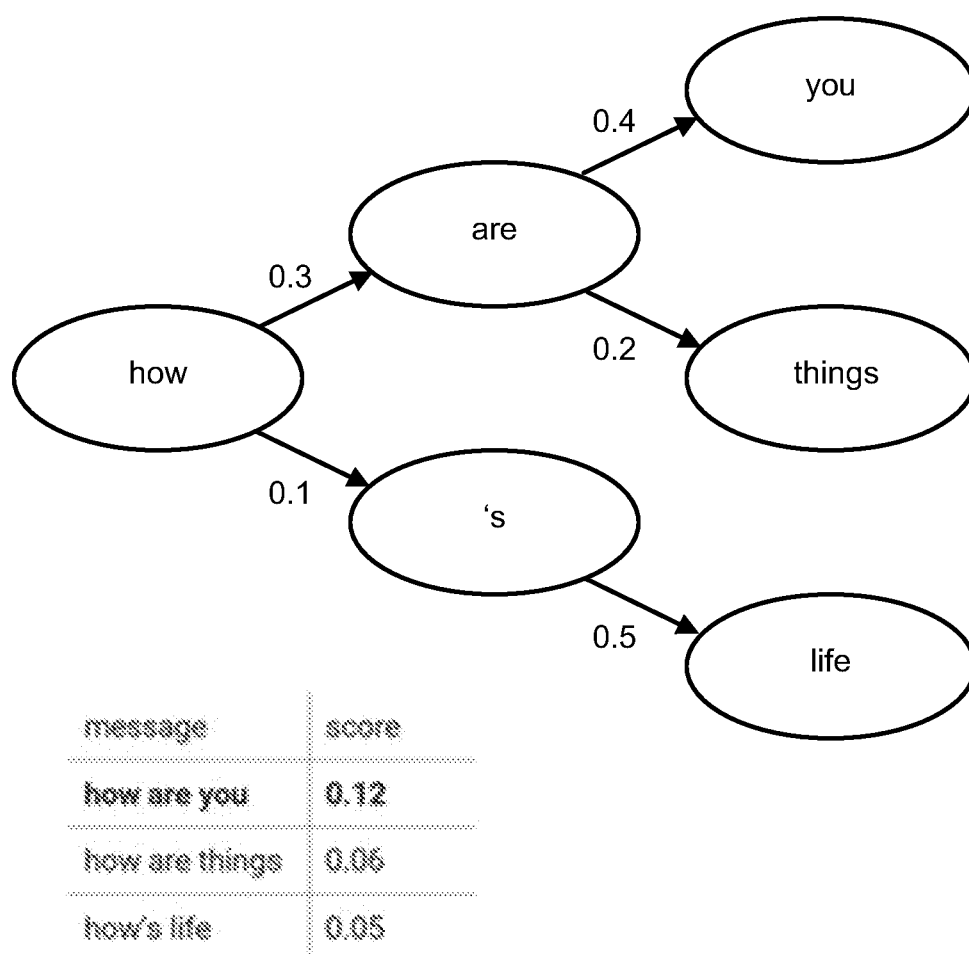 you
0.4
are
0.3
how
0.2
things
0.1
‘s
0.5
life
message score
how are you 0.12
how are things 0.06
how's life 0.05